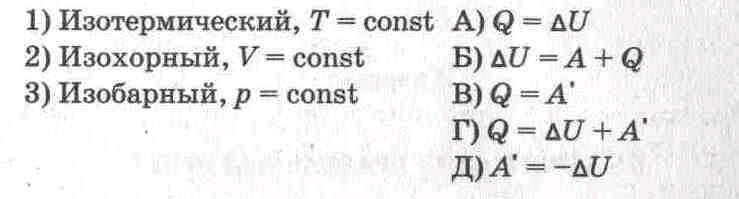 1) Изотермический, T = const А) Q = ΔU
2) Изохорный, V = const Б) ΔU = A + Q
3) Изобарный, p = const В) Q = A'
Г) Q = ΔU + A'
Д) A' = −ΔU